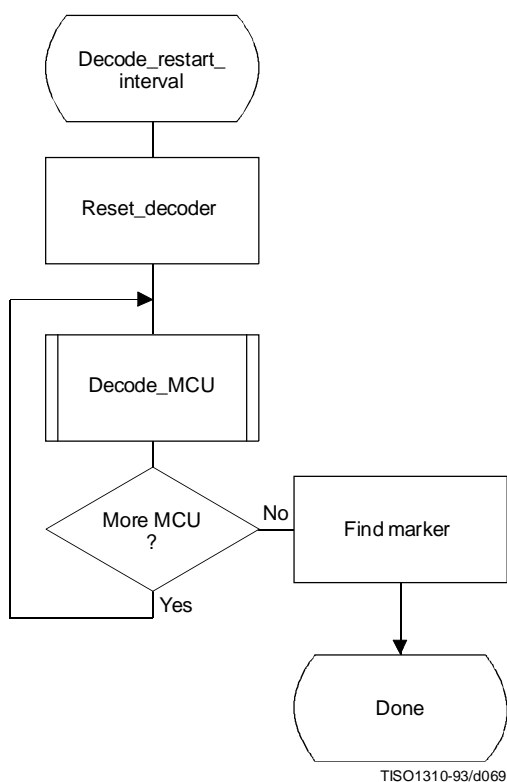 Decode_restart_
interval
Reset_decoder
Decode_MCU
More MCU
?
No
Find marker
Yes
Done
TISO1310-93/d069